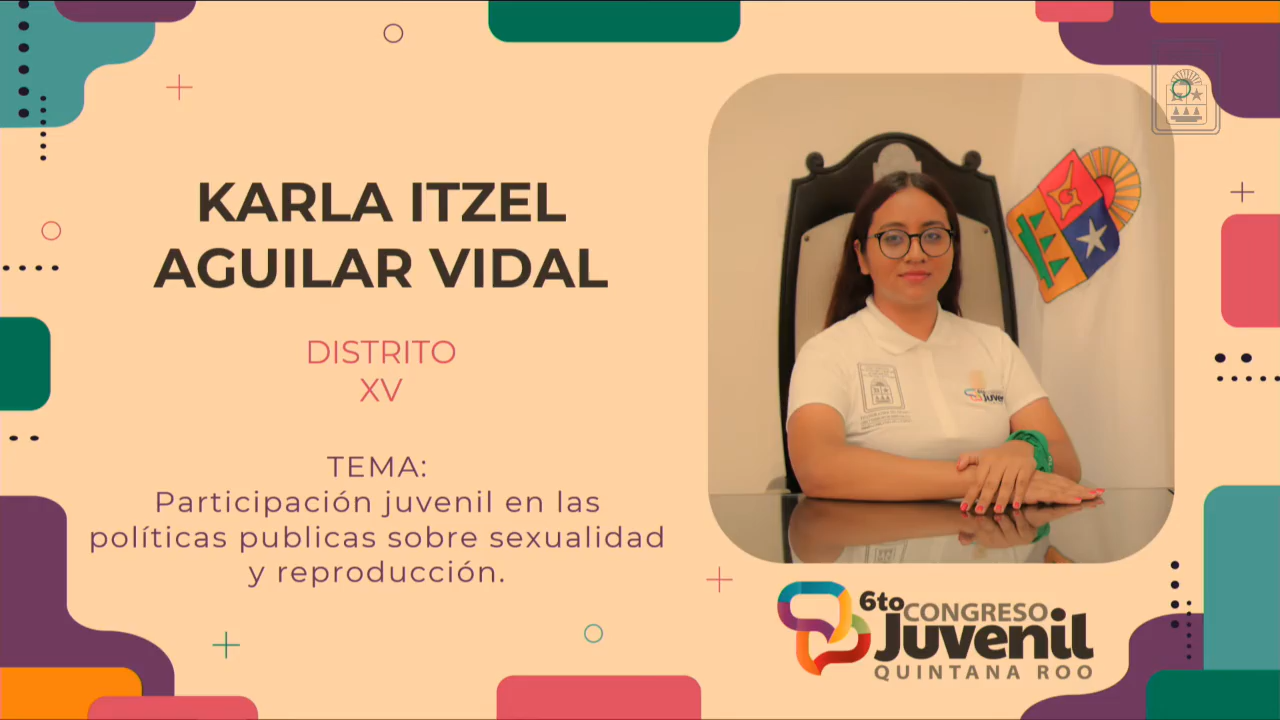 KARLA ITZEL
AGUILAR VIDAL
DISTRITO
XV
TEMA:
Participación juvenil en las
políticas publicas sobre sexualidad
y reproducción.
6to
CONGRESO
Juvenil
QUINTANA ROO